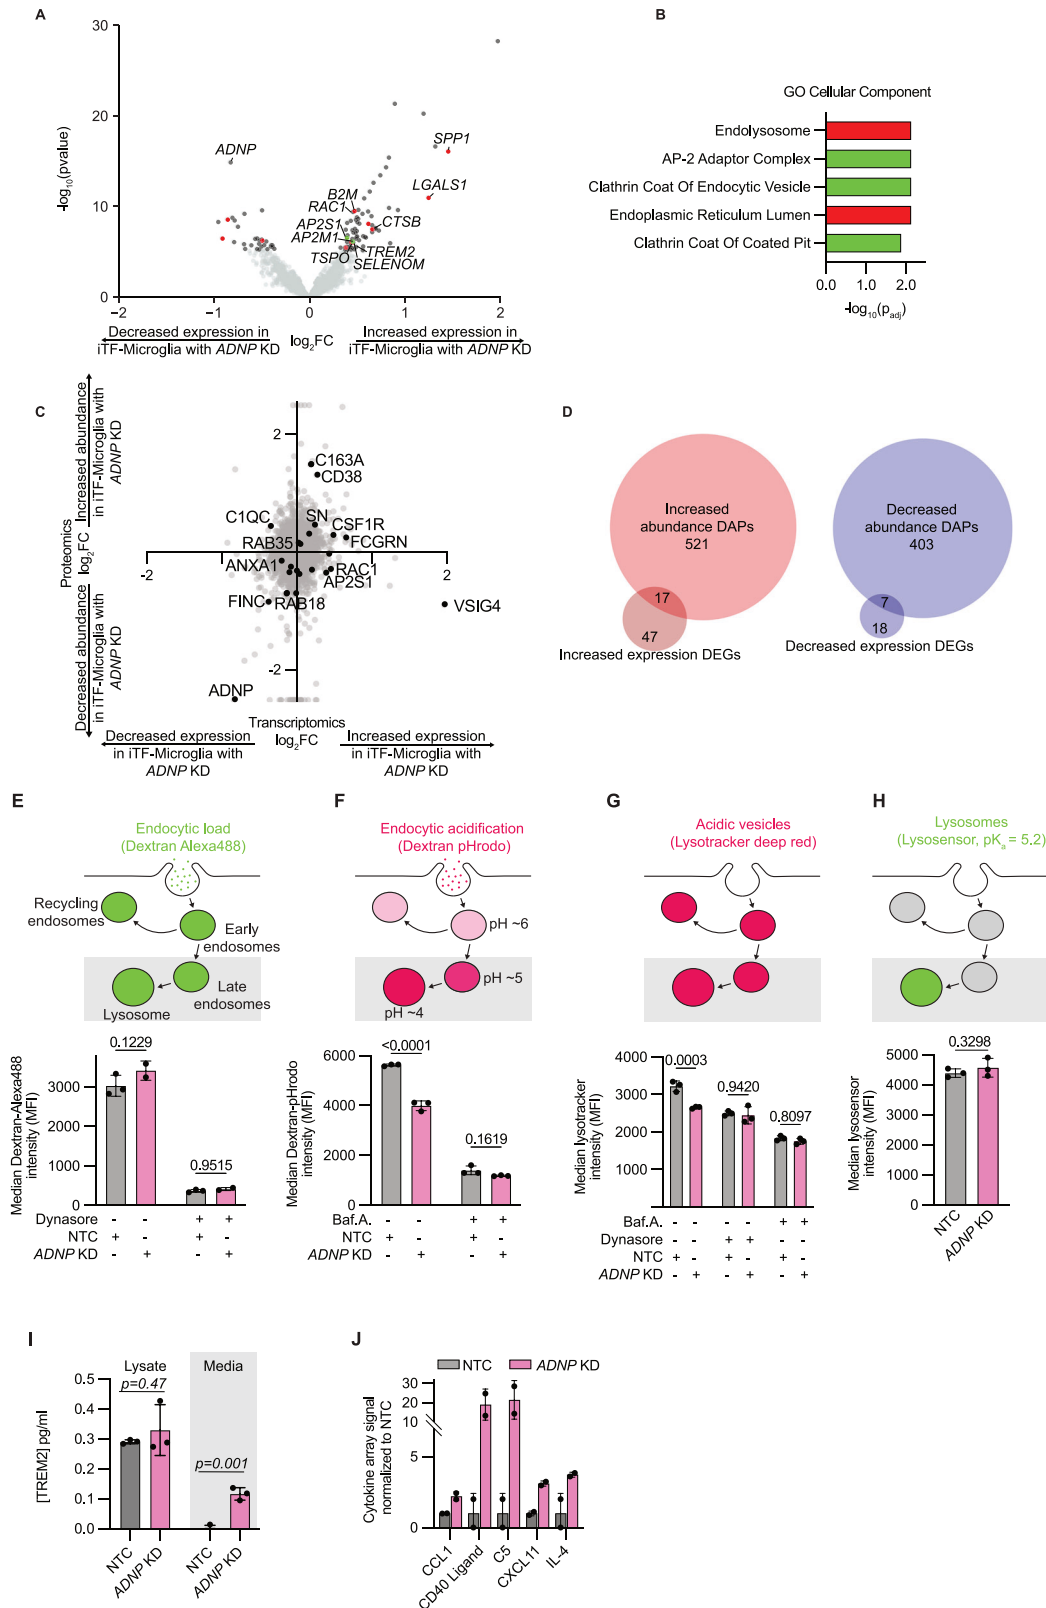 A
30
20
10
0
-log10(pvalue)
ADNP
SPP1
LGALS1
B2M
RAC1
CTSB
AP2S1
AP2M1
TREM2
TSPO
SELENOM
−2
−1
0
1
2
log2FC
Decreased expression in
iTF-Microglia with ADNP KD
Increased expression in
iTF-Microglia with ADNP KD
B
GO Cellular Component
Endolysosome
AP-2 Adaptor Complex
Clathrin Coat Of Endocytic Vesicle
Endoplasmic Reticulum Lumen
Clathrin Coat Of Coated Pit
0.0
1.0
2.0
-log10(padj)
C
Increased abundance
in iTF-Microglia with
ADNP KD
Proteomics
log2FC
Decreased abundance
in iTF-Microglia with
ADNP KD
2
C163A
CD38
C1QC
SN
CSF1R
RAB35
FCGRN
-2
2
ANXA1
RAC1
AP2S1
FINC
RAB18
VSIG4
-2
ADNP
Transcriptomics
log2FC
Decreased expression
in iTF-Microglia with
ADNP KD
Increased expression
in iTF-Microglia with
ADNP KD
D
Increased
abundance DAPs
521
17
47
Increased expression DEGs
Decreased
abundance DAPs
403
7
18
Decreased expression DEGs
E
Endocytic load
(Dextran Alexa488)
Recycling
endosomes
Early
endosomes
Late
endosomes
Lysosome
Median Dextran-Alexa488
intensity (MFI)
3000
2000
1000
0
0.1229
0.9515
Dynasore - - + +
NTC + - + -
ADNP KD - + - +
F
Endocytic acidification
(Dextran pHrodo)
pH ~6
pH ~5
pH ~4
Median Dextran-pHrodo
intensity (MFI)
6000
4000
2000
0
<0.0001
0.1619
Baf.A. - - + +
NTC + - + -
ADNP KD - + - +
G
Acidic vesicles
(Lysotracker deep red)
Median lysotracker
intensity (MFI)
4000
3000
2000
1000
0.0003
0.9420
0.8097
Baf.A. - - - - + +
Dynasore - - + + - -
NTC + - + - + -
ADNP KD - + - + - +
H
Lysosomes
(Lysosensor, pKa = 5.2)
Median lysosensor
intensity (MFI)
5000
4000
3000
2000
1000
0
0.3298
NTC
ADNP KD
I
Lysate
Media
p=0.47
p=0.001
[TREM2] pg/ml
0.5
0.4
0.3
0.2
0.1
0.0
NTC
ADNP KD
NTC
ADNP KD
J
NTC
ADNP KD
Cytokine array signal
normalized to NTC
30
20
10
5
0
CCL1
CD40 Ligand
C5
CXCL11
IL-4